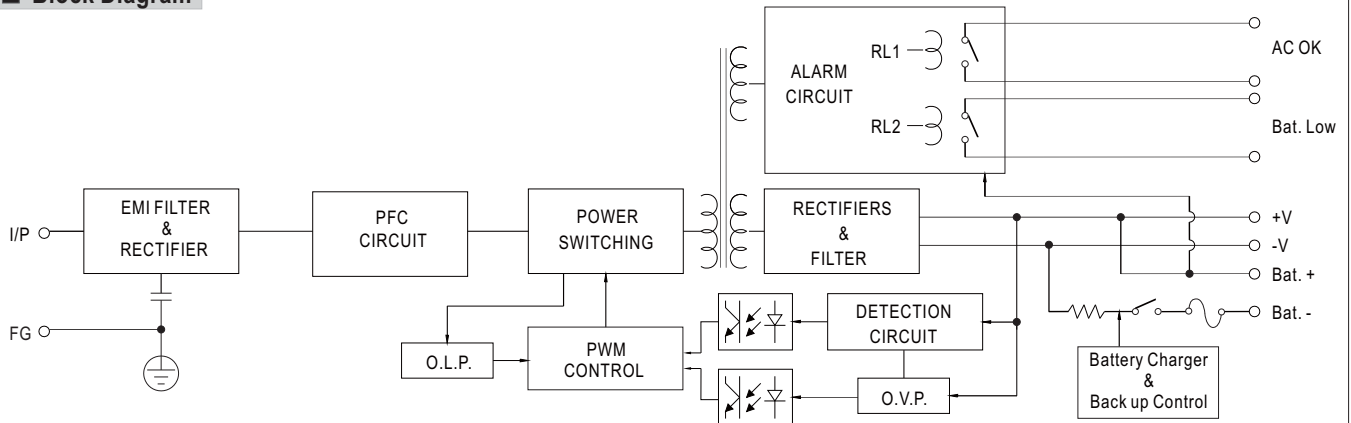 Block Diagram
I/P
FG
EMI FILTER
&
RECTIFIER
PFC
CIRCUIT
POWER
SWITCHING
O.L.P.
PWM
CONTROL
ALARM
CIRCUIT
RL1
RL2
RECTIFIERS
&
FILTER
DETECTION
CIRCUIT
O.V.P.
AC OK
Bat. Low
+V
-V
Bat. +
Bat. -
Battery Charger
&
Back up Control